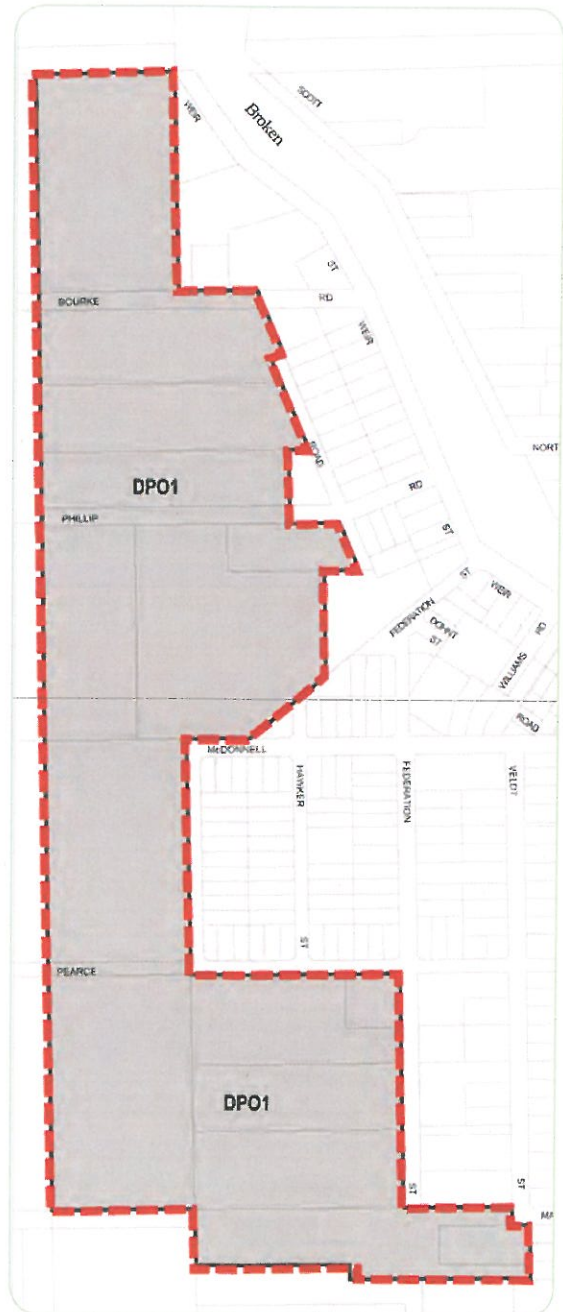 SCOTT
WEIR
Broken
ST
BOURKE
RD
WEIR
NORT
ROAD
DPO1
RD
PHILLIP
ST
ST
WEIR
FEDERATION
DOHNT
ST
RD
WILLIAMS
ROAD
McDONNELL
HAWKER
FEDERATION
VELDT
ST
PEARCE
DPO1
ST
ST
MA